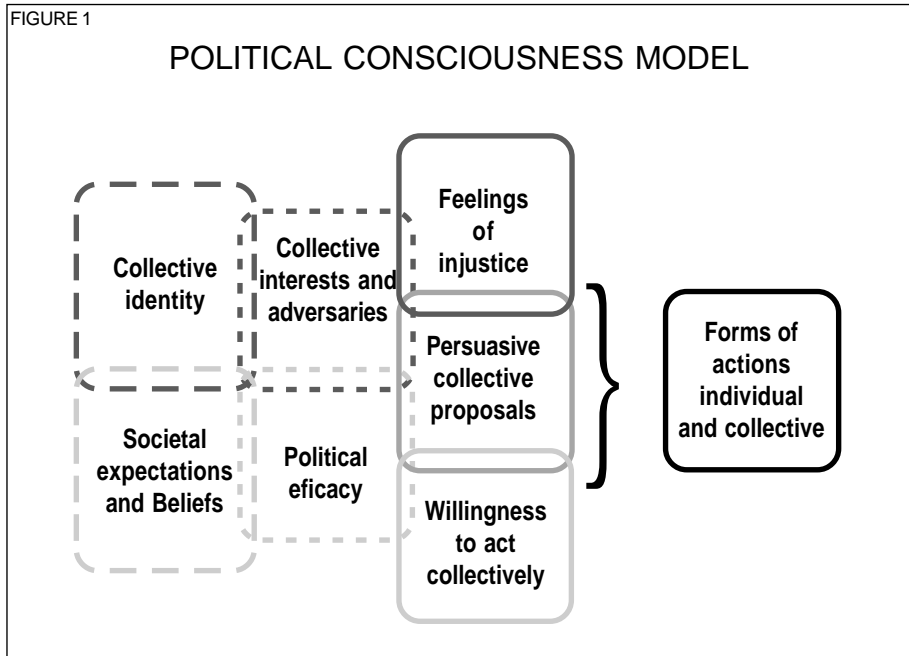 FIGURE 1
POLITICAL CONSCIOUSNESS MODEL
Collective
identity
Societal
expectations
and Beliefs
Collective
interests and
adversaries
Political
eficacy
Feelings
of
injustice
Persuasive
collective
proposals
Willingness
to act
collectively
}
Forms of
actions
individual
and collective